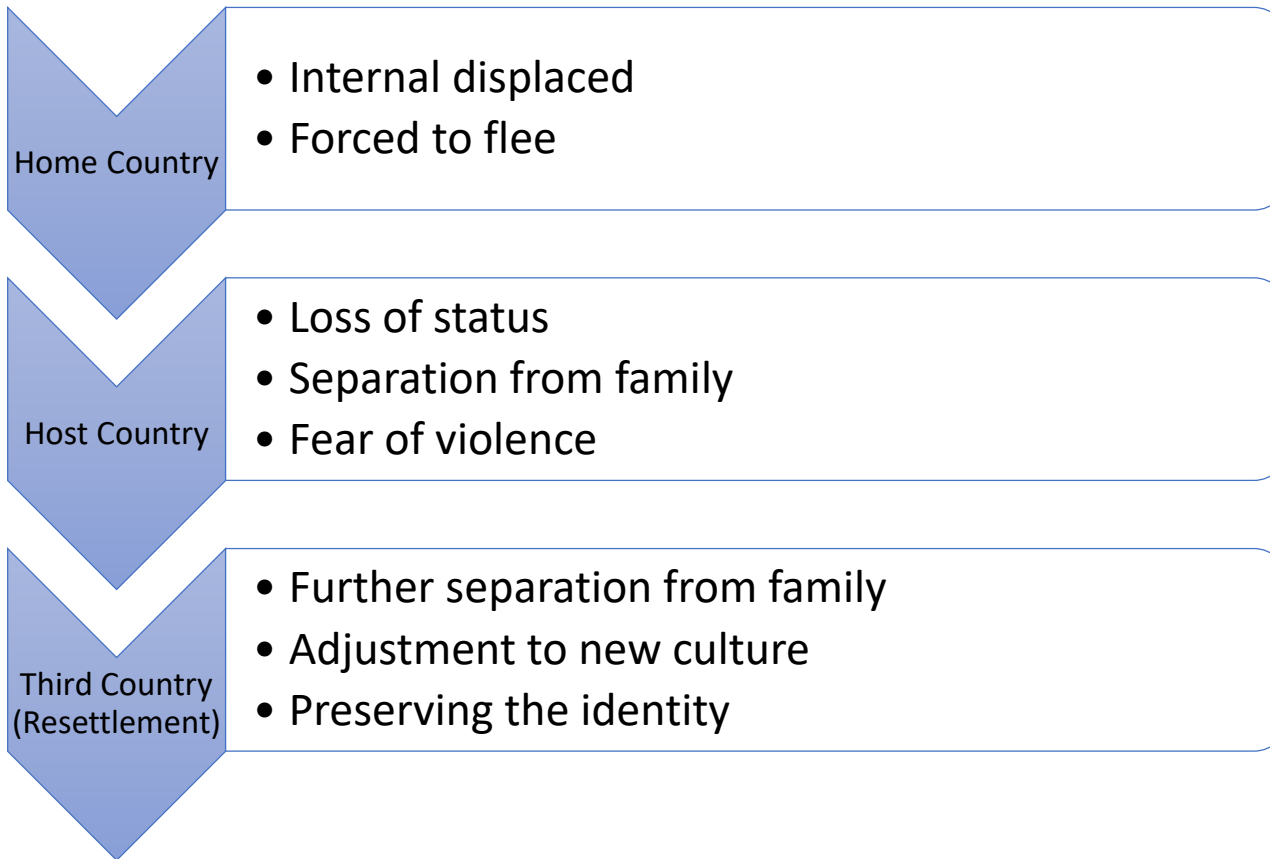 Home Country
• Internal displaced
• Forced to flee
Host Country
• Loss of status
• Separation from family
• Fear of violence
Third Country
(Resettlement)
• Further separation from family
• Adjustment to new culture
• Preserving the identity